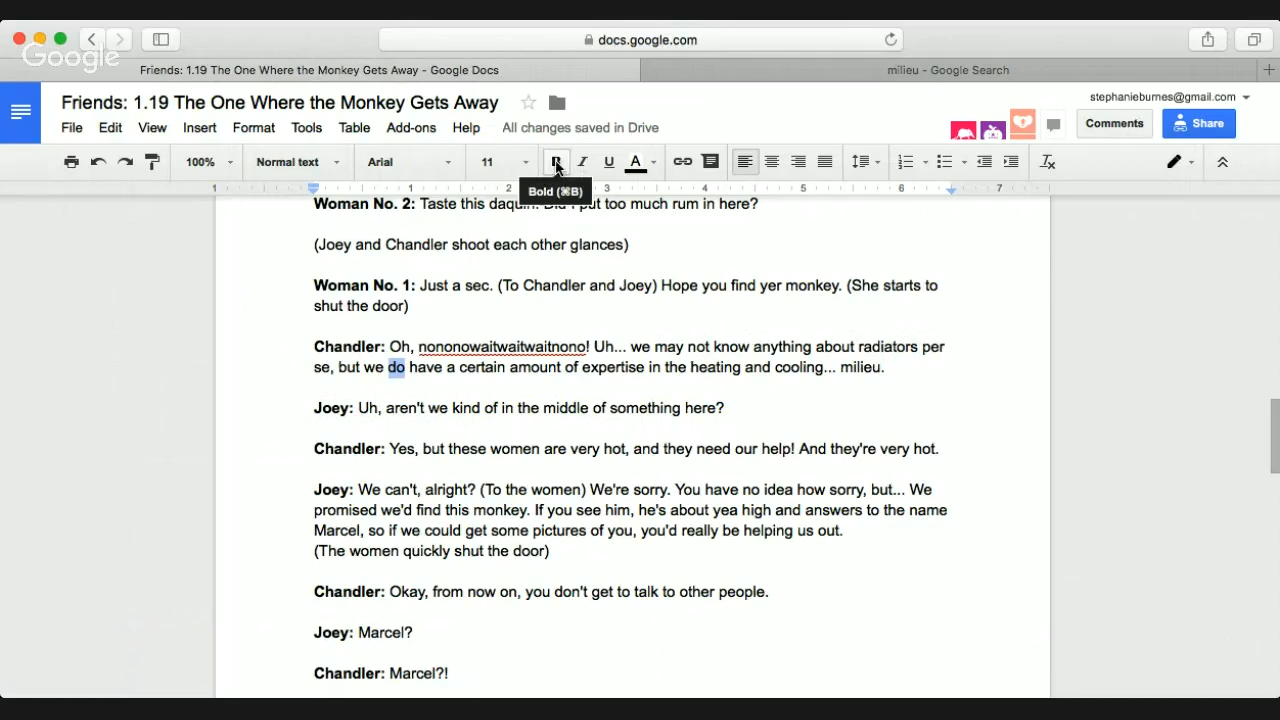 docs.google.com
Google
Friends: 1.19 The One Where the Monkey Gets Away - Google Docs
milieu - Google Search
Friends: 1.19 The One Where the Monkey Gets Away
stephanieburnes@gmail.com
File Edit View Insert Format Tools Table Add-ons Help All changes saved in Drive
Comments
Share
100% Normal text Arial 11 B I U A
Bold (⌘B)
1 1 2 3 4 5 6 7
Woman No. 2: Taste this daquiri. Did I put too much rum in here?
(Joey and Chandler shoot each other glances)
Woman No. 1: Just a sec. (To Chandler and Joey) Hope you find yer monkey. (She starts to
shut the door)
Chandler: Oh, nononowaitwaitwaitnono! Uh... we may not know anything about radiators per
se, but we do have a certain amount of expertise in the heating and cooling... milieu.
Joey: Uh, aren't we kind of in the middle of something here?
Chandler: Yes, but these women are very hot, and they need our help! And they're very hot.
Joey: We can't, alright? (To the women) We're sorry. You have no idea how sorry, but... We
promised we'd find this monkey. If you see him, he's about yea high and answers to the name
Marcel, so if we could get some pictures of you, you'd really be helping us out.
(The women quickly shut the door)
Chandler: Okay, from now on, you don't get to talk to other people.
Joey: Marcel?
Chandler: Marcel?!